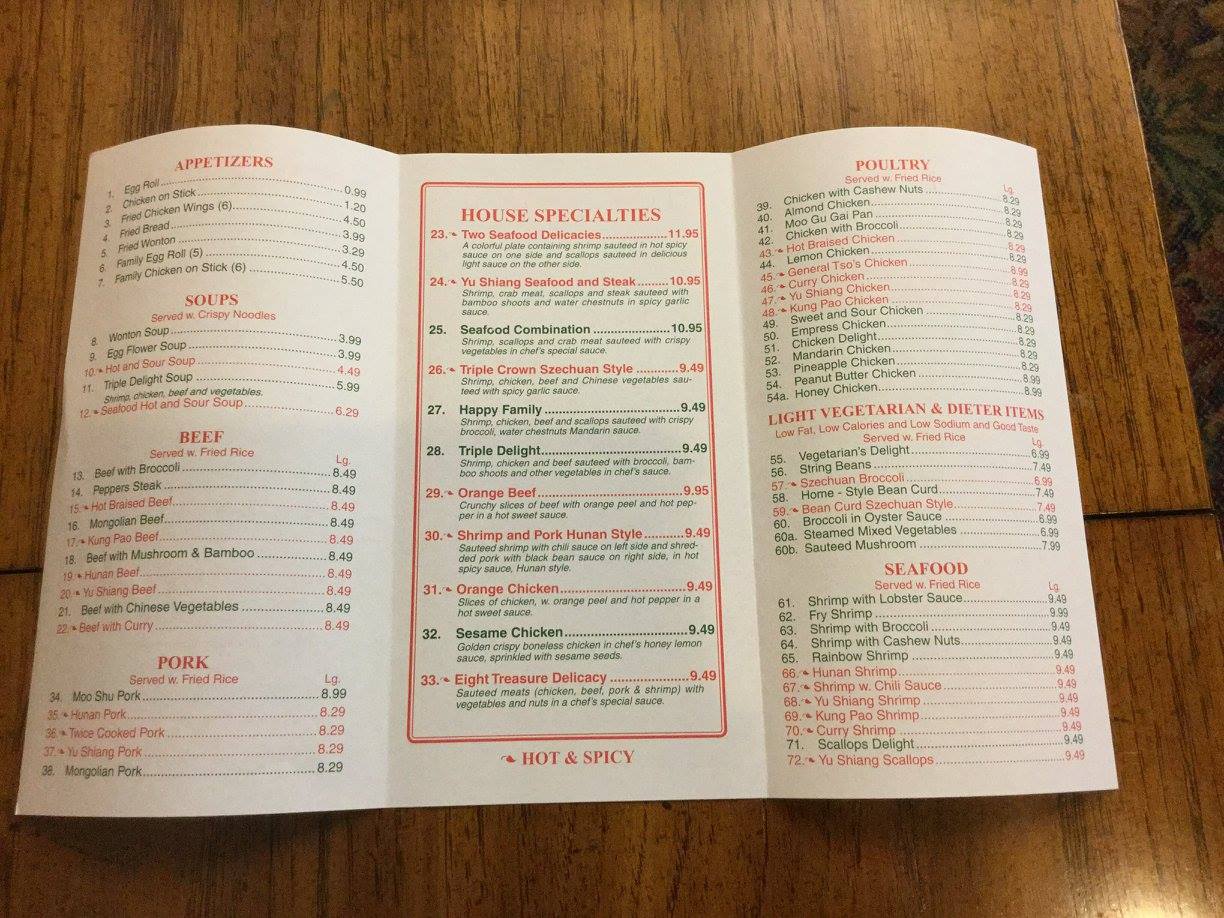 APPETIZERS
1. Egg Roll 0.99
2. Chicken on Stick 1.20
3. Fried Chicken Wings (6) 4.50
4. Fried Bread 3.99
5. Fried Wonton 3.29
6. Family Egg Roll (5) 4.50
7. Family Chicken on Stick (6) 5.50
SOUPS
Served w. Crispy Noodles
8. Wonton Soup 3.99
9. Egg Flower Soup 3.99
10. Hot and Sour Soup 4.49
11. Triple Delight Soup 5.99
Shrimp, chicken, beef and vegetables.
12. Seafood Hot and Sour Soup 6.29
BEEF
Served w. Fried Rice
Lg.
13. Beef with Broccoli 8.49
14. Peppers Steak 8.49
15. Hot Braised Beef 8.49
16. Mongolian Beef 8.49
17. Kung Pao Beef 8.49
18. Beef with Mushroom & Bamboo 8.49
19. Hunan Beef 8.49
20. Yu Shiang Beef 8.49
21. Beef with Chinese Vegetables 8.49
22. Beef with Curry 8.49
PORK
Served w. Fried Rice Lg.
34. Moo Shu Pork 8.99
35. Hunan Pork 8.29
36. Twice Cooked Pork 8.29
37. Yu Shiang Pork 8.29
38. Mongolian Pork 8.29
HOUSE SPECIALTIES
23. Two Seafood Delicacies 11.95
A colorful plate containing shrimp sauteed in hot spicy
sauce on one side and scallops sauteed in delicious
light sauce on the other side.
24. Yu Shiang Seafood and Steak 10.95
Shrimp, crab meat, scallops and steak sauteed with
bamboo shoots and water chestnuts in spicy garlic
sauce.
25. Seafood Combination 10.95
Shrimp, scallops and crab meat sauteed with crispy
vegetables in chef's special sauce.
26. Triple Crown Szechuan Style 9.49
Shrimp, chicken, beef and Chinese vegetables sau-
teed with spicy garlic sauce.
27. Happy Family 9.49
Shrimp, chicken, beef and scallops sauteed with crispy
broccoli, water chestnuts Mandarin sauce.
28. Triple Delight 9.49
Shrimp, chicken and beef sauteed with broccoli, bam-
boo shoots and other vegetables in chef's sauce.
29. Orange Beef 9.95
Crunchy slices of beef with orange peel and hot pep-
per in a hot sweet sauce.
30. Shrimp and Pork Hunan Style 9.49
Sauteed shrimp with chili sauce on left side and shred-
ded pork with black bean sauce on right side, in hot
spicy sauce, Hunan style.
31. Orange Chicken 9.49
Slices of chicken, w. orange peel and hot pepper in a
hot sweet sauce.
32. Sesame Chicken 9.49
Golden crispy boneless chicken in chef's honey lemon
sauce, sprinkled with sesame seeds.
33. Eight Treasure Delicacy 9.49
Sauteed meats (chicken, beef, pork & shrimp) with
vegetables and nuts in a chef's special sauce.
HOT & SPICY
POULTRY
Served w. Fried Rice
Lg.
39. Chicken with Cashew Nuts 8.29
40. Almond Chicken 8.29
41. Moo Gu Gai Pan 8.29
42. Chicken with Broccoli 8.29
43. Hot Braised Chicken 8.29
44. Lemon Chicken 8.29
45. General Tso's Chicken 8.99
46. Curry Chicken 8.29
47. Yu Shiang Chicken 8.29
48. Kung Pao Chicken 8.29
49. Sweet and Sour Chicken 8.29
50. Empress Chicken 8.29
51. Chicken Delight 8.29
52. Mandarin Chicken 8.29
53. Pineapple Chicken 8.29
54. Peanut Butter Chicken 8.99
54a. Honey Chicken 8.99
LIGHT VEGETARIAN & DIETER ITEMS
Low Fat, Low Calories and Low Sodium and Good Taste
Served w. Fried Rice Lg.
55. Vegetarian's Delight 6.99
56. String Beans 7.49
57. Szechuan Broccoli 6.99
58. Home - Style Bean Curd 7.49
59. Bean Curd Szechuan Style 7.49
60. Broccoli in Oyster Sauce 6.99
60a. Steamed Mixed Vegetables 6.99
60b. Sauteed Mushroom 7.99
SEAFOOD
Served w. Fried Rice Lg.
61. Shrimp with Lobster Sauce 9.49
62. Fry Shrimp 9.99
63. Shrimp with Broccoli 9.49
64. Shrimp with Cashew Nuts 9.49
65. Rainbow Shrimp 9.49
66. Hunan Shrimp 9.49
67. Shrimp w. Chili Sauce 9.49
68. Yu Shiang Shrimp 9.49
69. Kung Pao Shrimp 9.49
70. Curry Shrimp 9.49
71. Scallops Delight 9.49
72. Yu Shiang Scallops 9.49